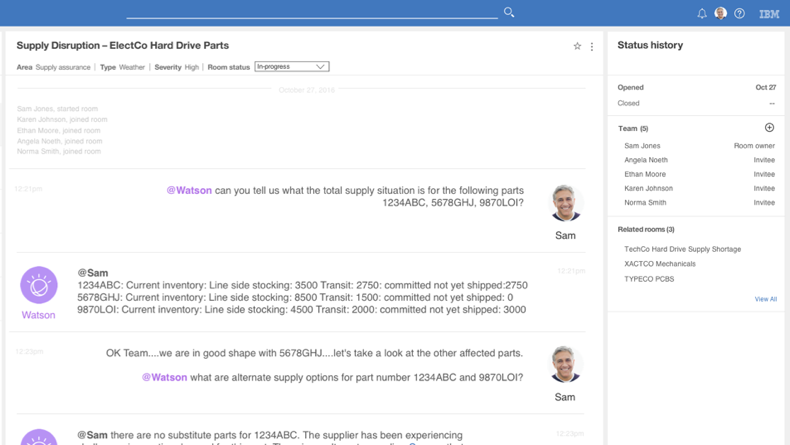 IBM
Supply Disruption – ElectCo Hard Drive Parts
Area Supply assurance | Type Weather | Severity High | Room status In-progress
October 27, 2016
Sam Jones, started room
Karen Johnson, joined room
Ethan Moore, joined room
Angela Noeth, joined room
Norma Smith, joined room
12:21pm
@Watson can you tell us what the total supply situation is for the following parts
1234ABC, 5678GHJ, 9870LOI?
Sam
@Sam
12:21pm
1234ABC: Current inventory: Line side stocking: 3500 Transit: 2750: committed not yet shipped:2750
5678GHJ: Current inventory: Line side stocking: 8500 Transit: 1500: committed not yet shipped: 0
9870LOI: Current inventory: Line side stocking: 4500 Transit: 2000: committed not yet shipped: 3000
Watson
12:23pm
OK Team....we are in good shape with 5678GHJ....let's take a look at the other affected parts.
@Watson what are alternate supply options for part number 1234ABC and 9870LOI?
Sam
@Sam there are no substitute parts for 1234ABC. The supplier has been experiencing
12:23pm
Status history
Opened Oct 27
Closed --
Team (5)
Sam Jones Room owner
Angela Noeth Invitee
Ethan Moore Invitee
Karen Johnson Invitee
Norma Smith Invitee
Related rooms (3)
TechCo Hard Drive Supply Shortage
XACTCO Mechanicals
TYPECO PCBS
View All